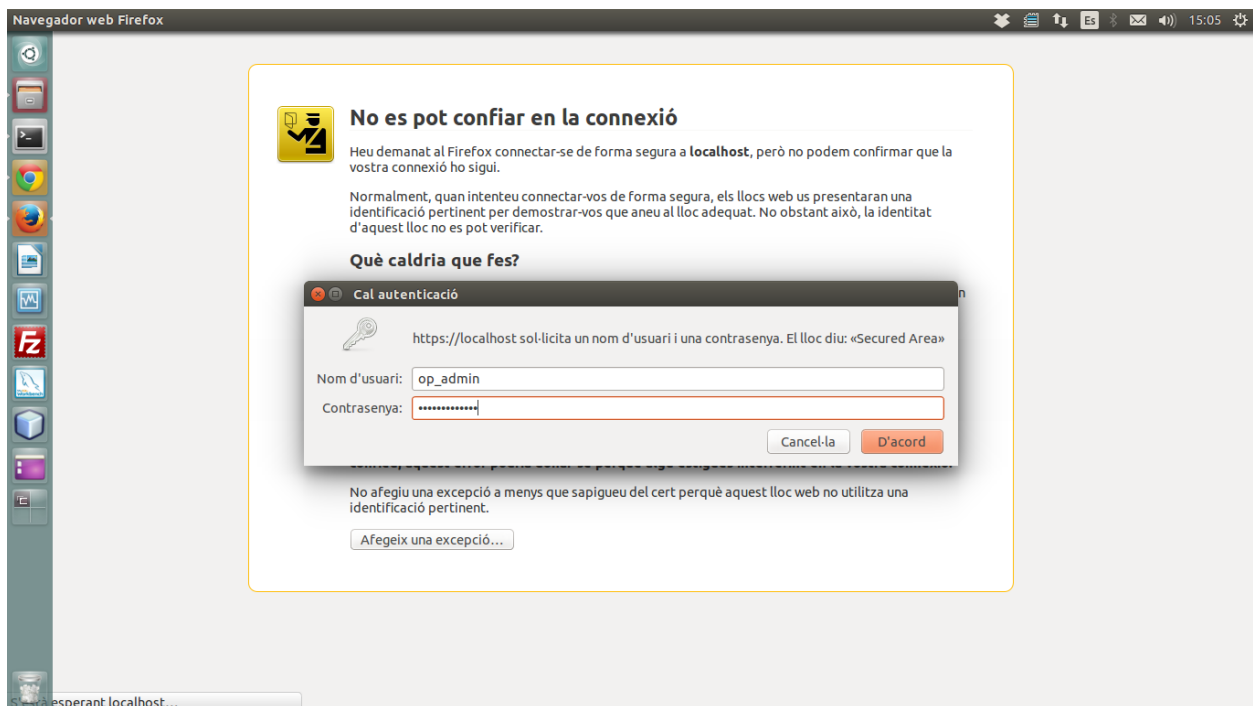 Navegador web Firefox
Es
15:05
No es pot confiar en la connexió
Heu demanat al Firefox connectar-se de forma segura a localhost, però no podem confirmar que la
vostra connexió ho sigui.
Normalment, quan intenteu connectar-vos de forma segura, els llocs web us presentaran una
identificació pertinent per demostrar-vos que aneu al lloc adequat. No obstant això, la identitat
d'aquest lloc no es pot verificar.
Què caldria que fes?
n
Cal autenticació
https://localhost sol·licita un nom d'usuari i una contrasenya. El lloc diu: «Secured Area»
Nom d'usuari: op_admin
Contrasenya: •••••••••••••
Cancel·la
D'acord
No afegiu una excepció a menys que sapigueu del cert perquè aquest lloc web no utilitza una
identificació pertinent.
Afegeix una excepció…
esperant localhost…